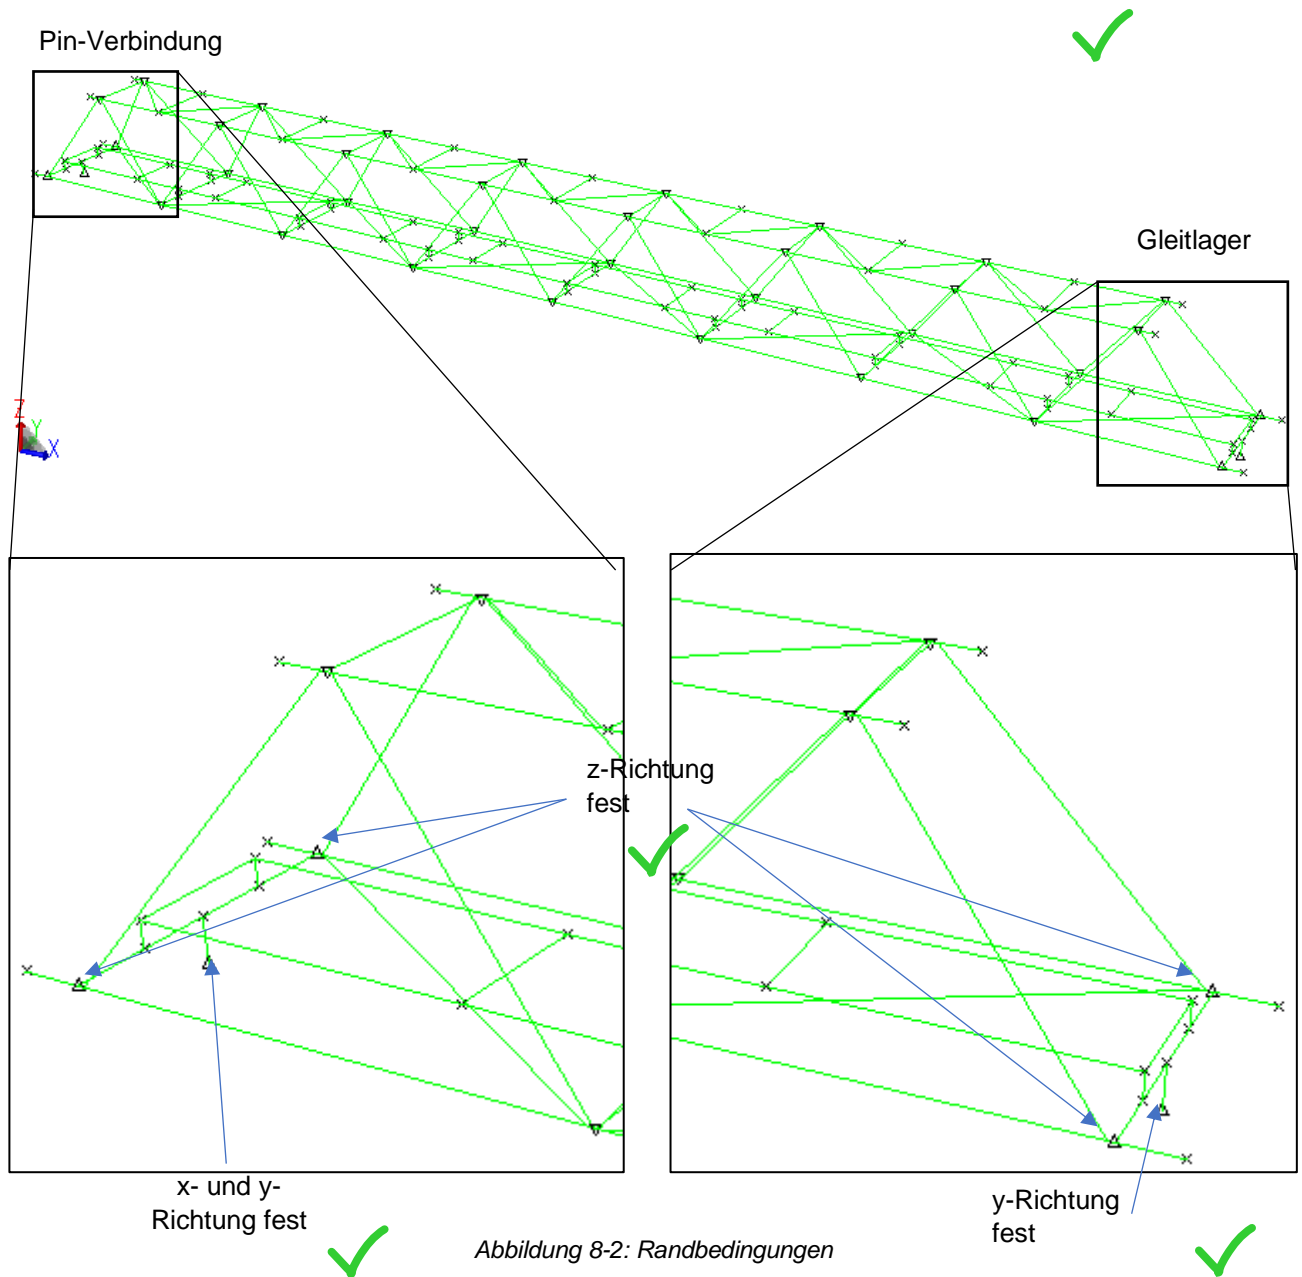 Pin-Verbindung
Gleitlager
Z
Y
X
z-Richtung
fest
x- und y-
Richtung fest
y-Richtung
fest
Abbildung 8-2: Randbedingungen